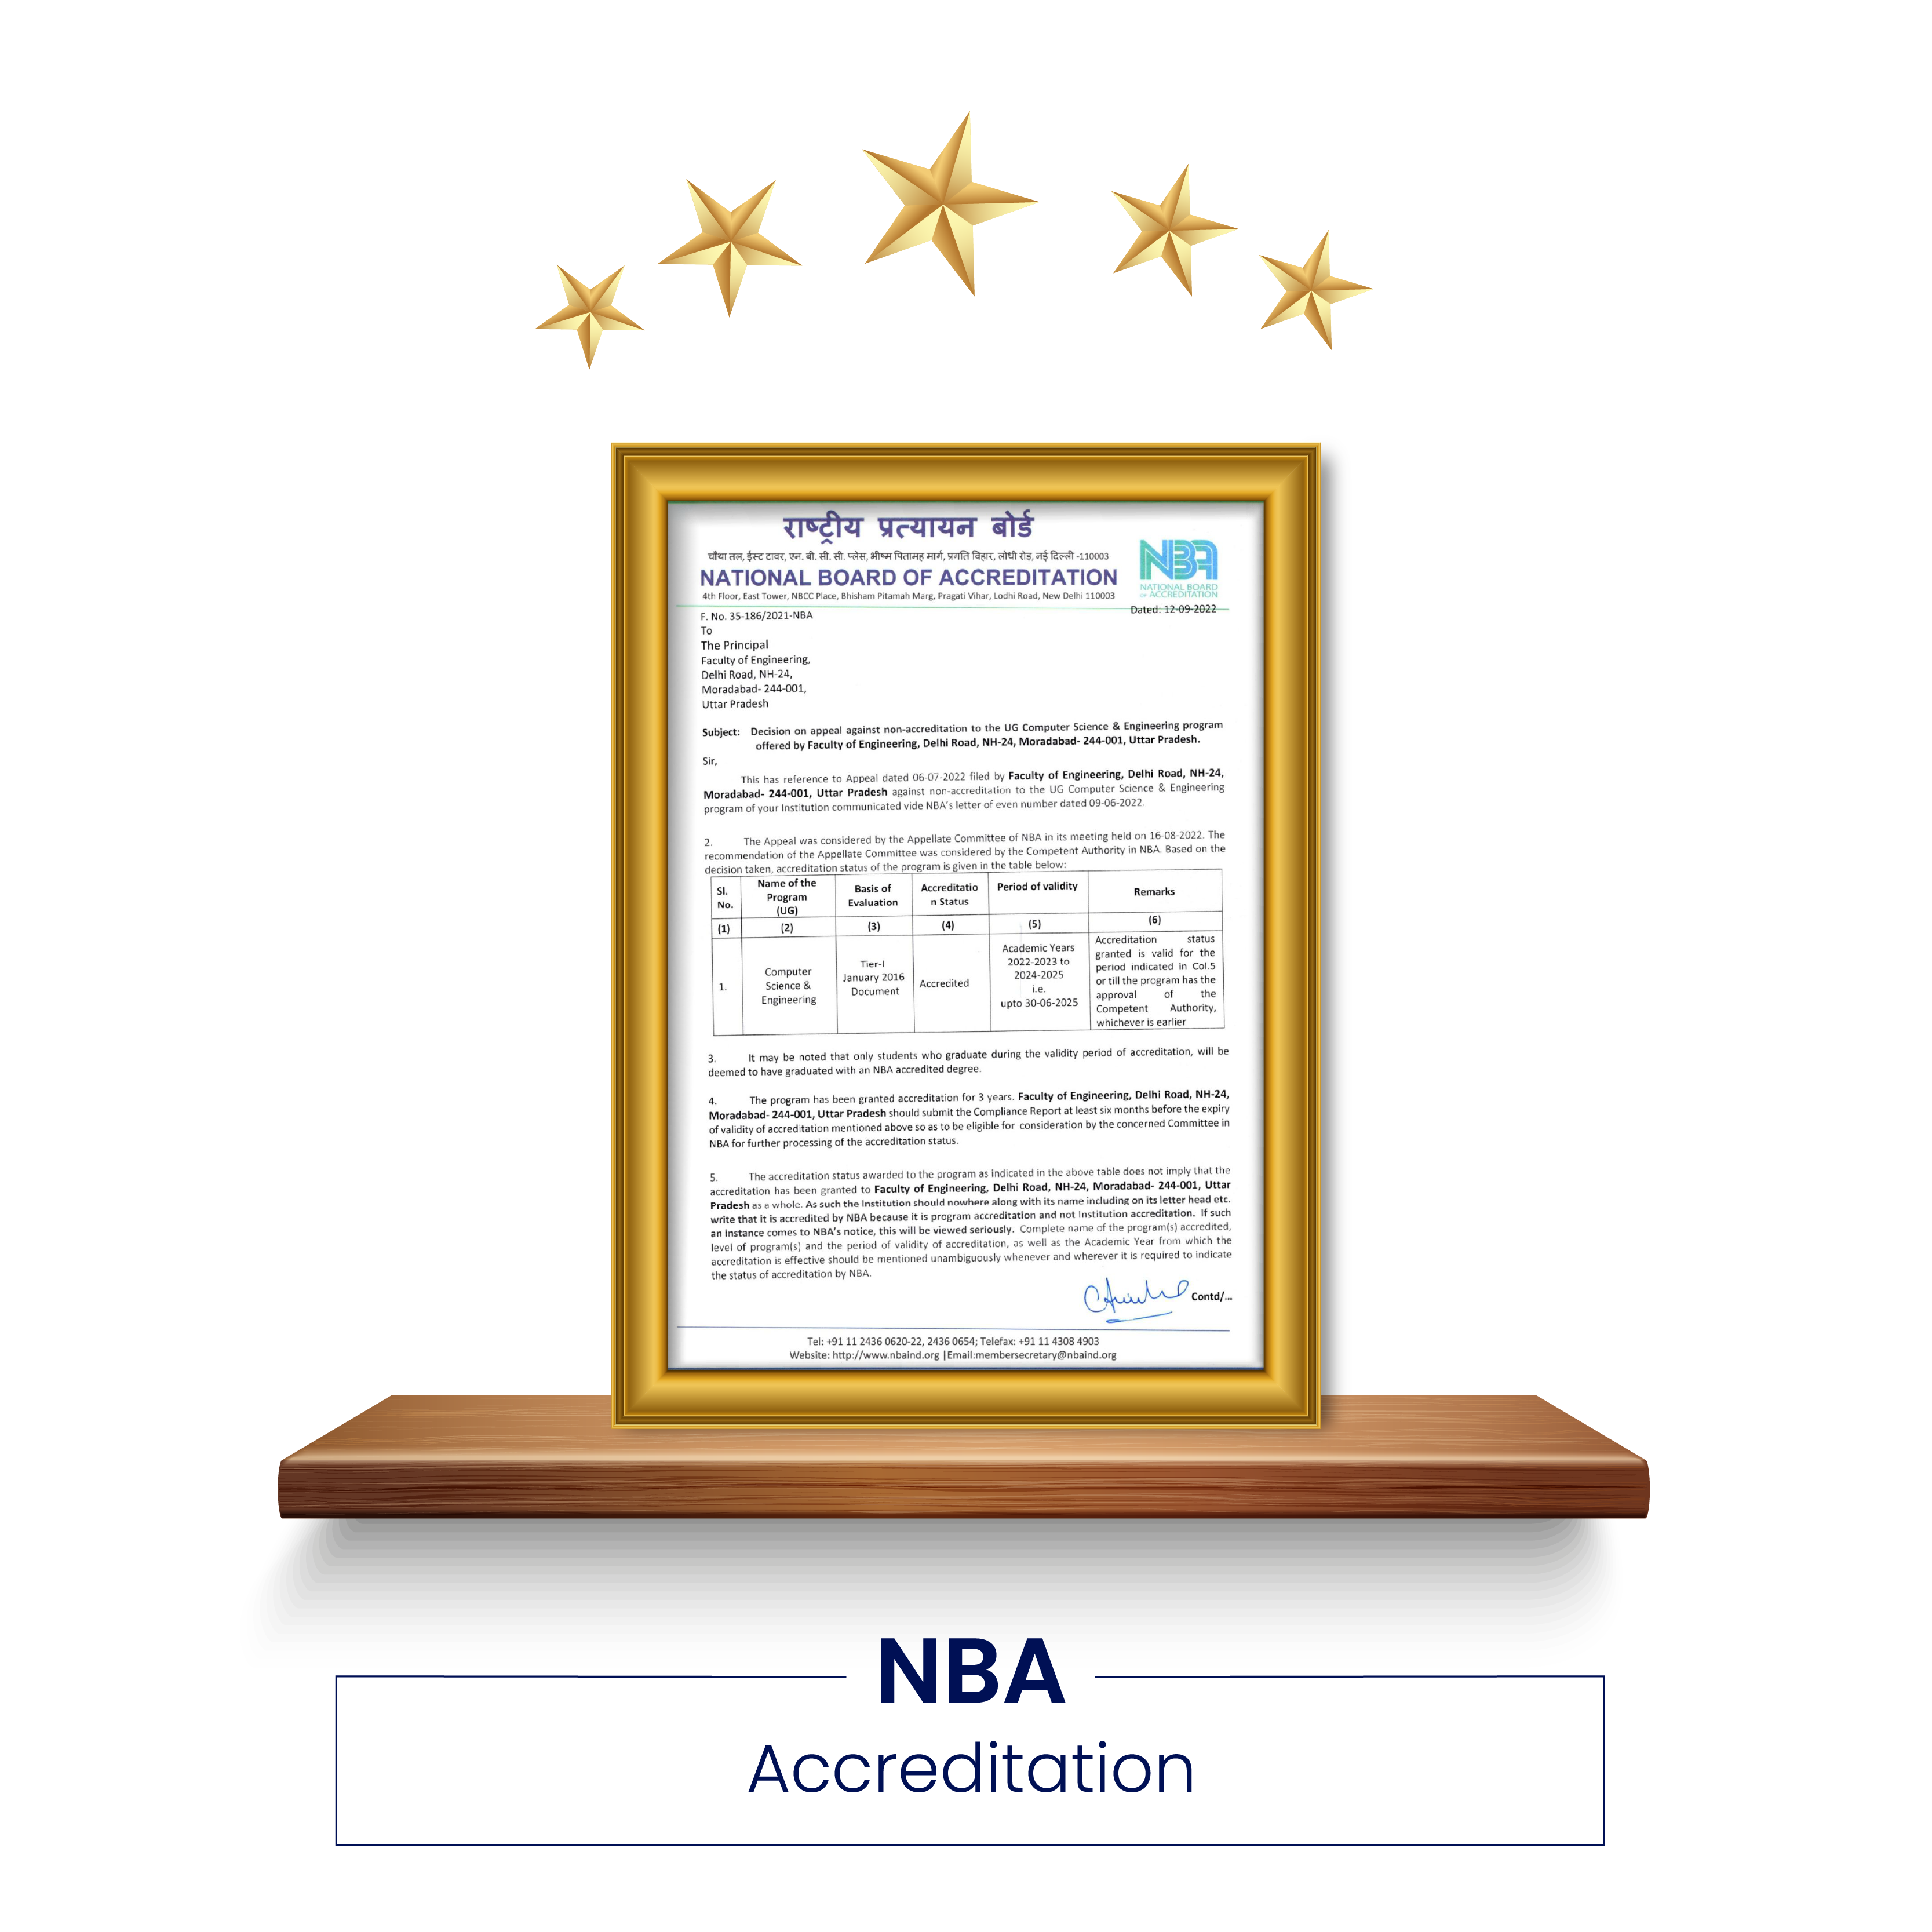 राष्ट्रीय प्रत्यायन बोर्ड
चौथा तल, ईस्ट टावर, एन. बी. सी. सी. प्लेस, भीष्म पितामह मार्ग, प्रगति विहार, लोधी रोड, नई दिल्ली -110003
NATIONAL BOARD OF ACCREDITATION
4th Floor, East Tower, NBCC Place, Bhisham Pitamah Marg, Pragati Vihar, Lodhi Road, New Delhi 110003
NBA
NATIONAL BOARD
OF ACCREDITATION
Dated: 12-09-2022
F. No. 35-186/2021-NBA
To
The Principal
Faculty of Engineering,
Delhi Road, NH-24,
Moradabad- 244-001,
Uttar Pradesh
Subject: Decision on appeal against non-accreditation to the UG Computer Science & Engineering program
offered by Faculty of Engineering, Delhi Road, NH-24, Moradabad- 244-001, Uttar Pradesh.
Sir,
This has reference to Appeal dated 06-07-2022 filed by Faculty of Engineering, Delhi Road, NH-24,
Moradabad- 244-001, Uttar Pradesh against non-accreditation to the UG Computer Science & Engineering
program of your Institution communicated vide NBA's letter of even number dated 09-06-2022.
2. The Appeal was considered by the Appellate Committee of NBA in its meeting held on 16-08-2022. The
recommendation of the Appellate Committee was considered by the Competent Authority in NBA. Based on the
decision taken, accreditation status of the program is given in the table below:
Sl.
No.
Name of the
Program
(UG)
Basis of
Evaluation
Accreditatio
n Status
Period of validity
Remarks
(1) (2) (3) (4) (5) (6)
1.
Computer
Science &
Engineering
Tier-I
January 2016
Document
Accredited
Academic Years
2022-2023 to
2024-2025
i.e.
upto 30-06-2025
Accreditation status
granted is valid for the
period indicated in Col.5
or till the program has the
approval of the
Competent Authority,
whichever is earlier
3. It may be noted that only students who graduate during the validity period of accreditation, will be
deemed to have graduated with an NBA accredited degree.
4. The program has been granted accreditation for 3 years. Faculty of Engineering, Delhi Road, NH-24,
Moradabad- 244-001, Uttar Pradesh should submit the Compliance Report at least six months before the expiry
of validity of accreditation mentioned above so as to be eligible for consideration by the concerned Committee in
NBA for further processing of the accreditation status.
5. The accreditation status awarded to the program as indicated in the above table does not imply that the
accreditation has been granted to Faculty of Engineering, Delhi Road, NH-24, Moradabad- 244-001, Uttar
Pradesh as a whole. As such the Institution should nowhere along with its name including on its letter head etc.
write that it is accredited by NBA because it is program accreditation and not Institution accreditation. If such
an instance comes to NBA's notice, this will be viewed seriously. Complete name of the program(s) accredited,
level of program(s) and the period of validity of accreditation, as well as the Academic Year from which the
accreditation is effective should be mentioned unambiguously whenever and wherever it is required to indicate
the status of accreditation by NBA.
Contd/...
Tel: +91 11 2436 0620-22, 2436 0654; Telefax: +91 11 4308 4903
Website: http://www.nbaind.org |Email:membersecretary@nbaind.org
NBA
Accreditation